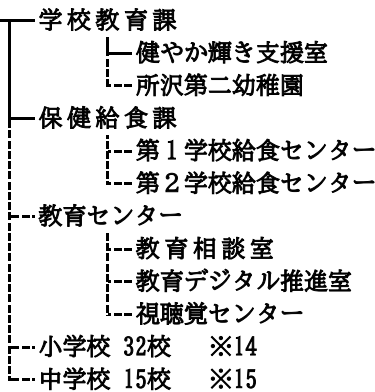 学校教育課
健やか輝き支援室
所沢第二幼稚園
保健給食課
第１学校給食センター
第２学校給食センター
教育センター
教育相談室
教育デジタル推進室
視聴覚センター
小学校 32校 ※14
中学校 15校 ※15